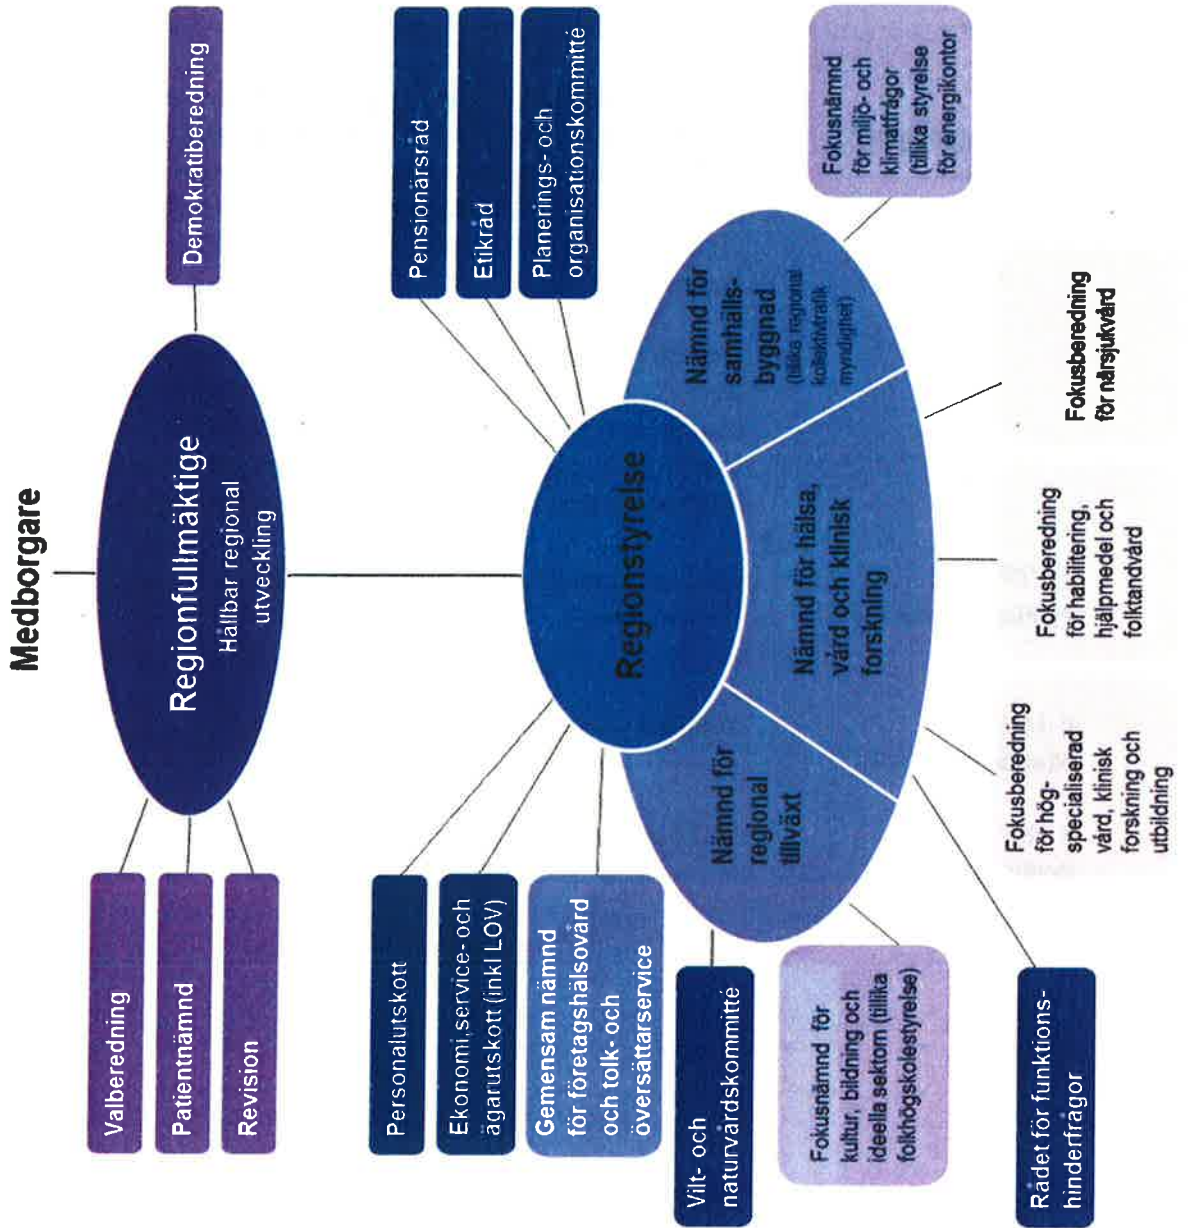 Medborgare
Regionfullmäktige
Hållbar regional
utveckling
Valberedning
Patientnämnd
Revision
Demokratiberedning
Regionstyrelse
Personalutskott
Ekonomi,service- och
ägarutskott (inkl LOV)
Gemensam nämnd
för företagshälsovård
och tolk- och
översättarservice
Pensionärsråd
Etikråd
Planerings- och
organisationskommitté
Nämnd för
regional
tillväxt
Nämnd för hälsa,
vård och klinisk
forskning
Nämnd för
samhälls-
byggnad
(tillika regional
kollektivtrafik
myndighet)
Vilt- och
naturvårdskommitté
Fokusnämnd för
kultur, bildning och
ideella sektorn (tillika
folkhögskolestyrelse)
Rådet för funktions-
hinderfrågor
Fokusberedning
för hög-
specialiserad
vård, klinisk
forskning och
utbildning
Fokusberedning
för habilitering,
hjälpmedel och
folktandvård
Fokusberedning
för närsjukvård
Fokusnämnd
för miljö- och
klimatfrågor
(tillika styrelse
för energikontor